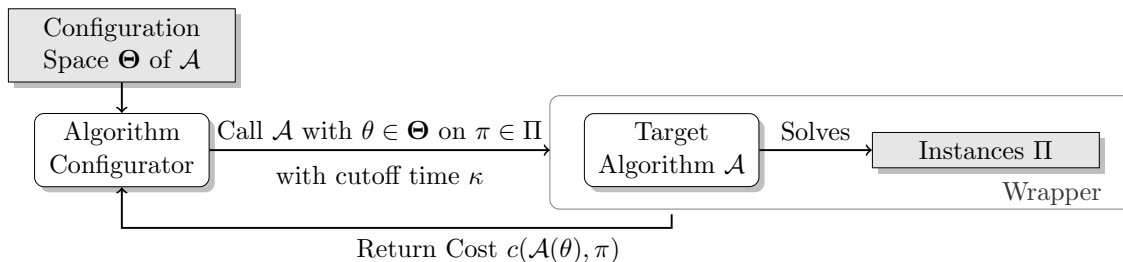 Configuration
Space Θ of 𝒜
Algorithm
Configurator
Call 𝒜 with θ ∈ Θ on π ∈ Π
with cutoff time κ
Target
Algorithm 𝒜
Solves
Instances Π
Wrapper
Return Cost c(𝒜(θ), π)